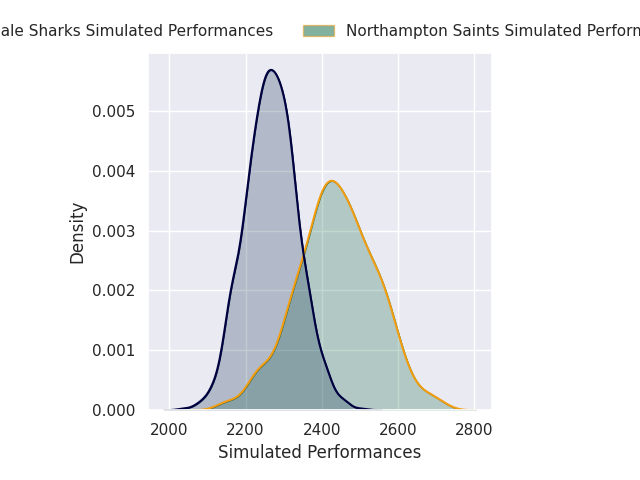 ale Sharks Simulated Performances
Northampton Saints Simulated Perforn
0.005
0.004
0.003
0.002
0.001
0.000
Density
2000 2200 2400 2600 2800
Simulated Performances